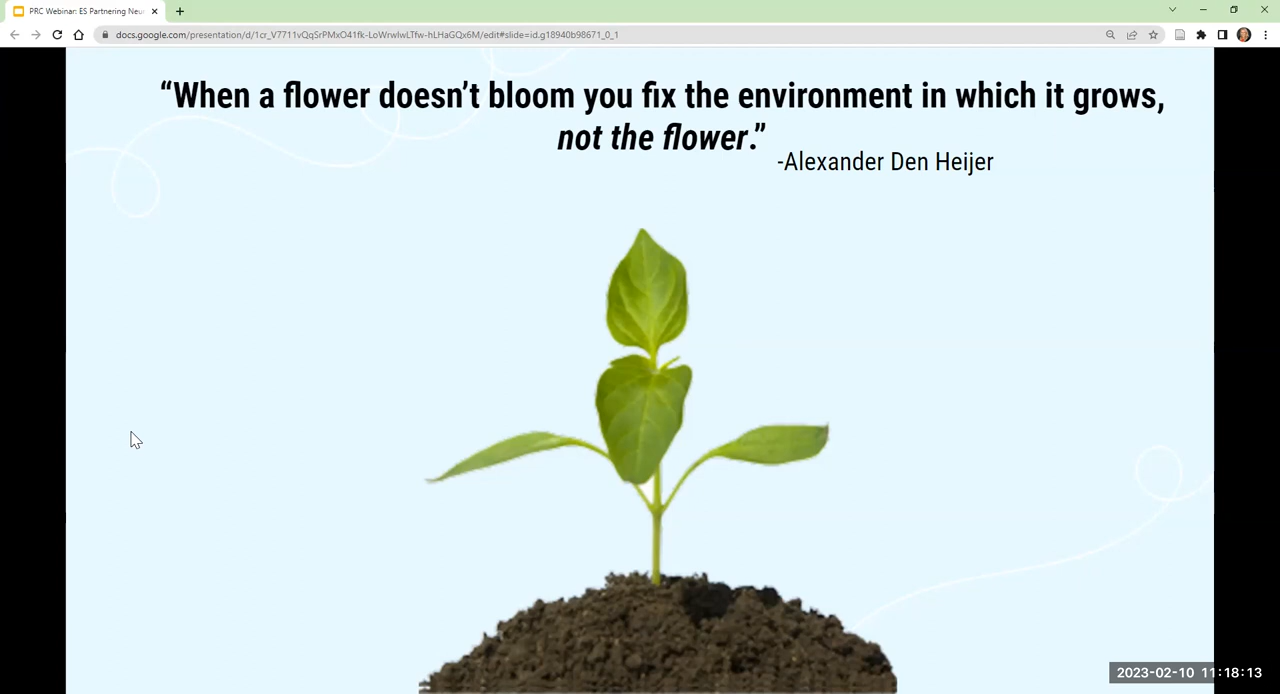 PRC Webinar: ES Partnering Neu
docs.google.com/presentation/d/1cr_V7711vQqSrPMxO41fk-LoWrwlwLTfw-hLHaGQx6M/edit#slide=id.g18940b98671_0_1
“When a flower doesn’t bloom you fix the environment in which it grows,
not the flower.”
-Alexander Den Heijer
2023-02-10 11:18:13